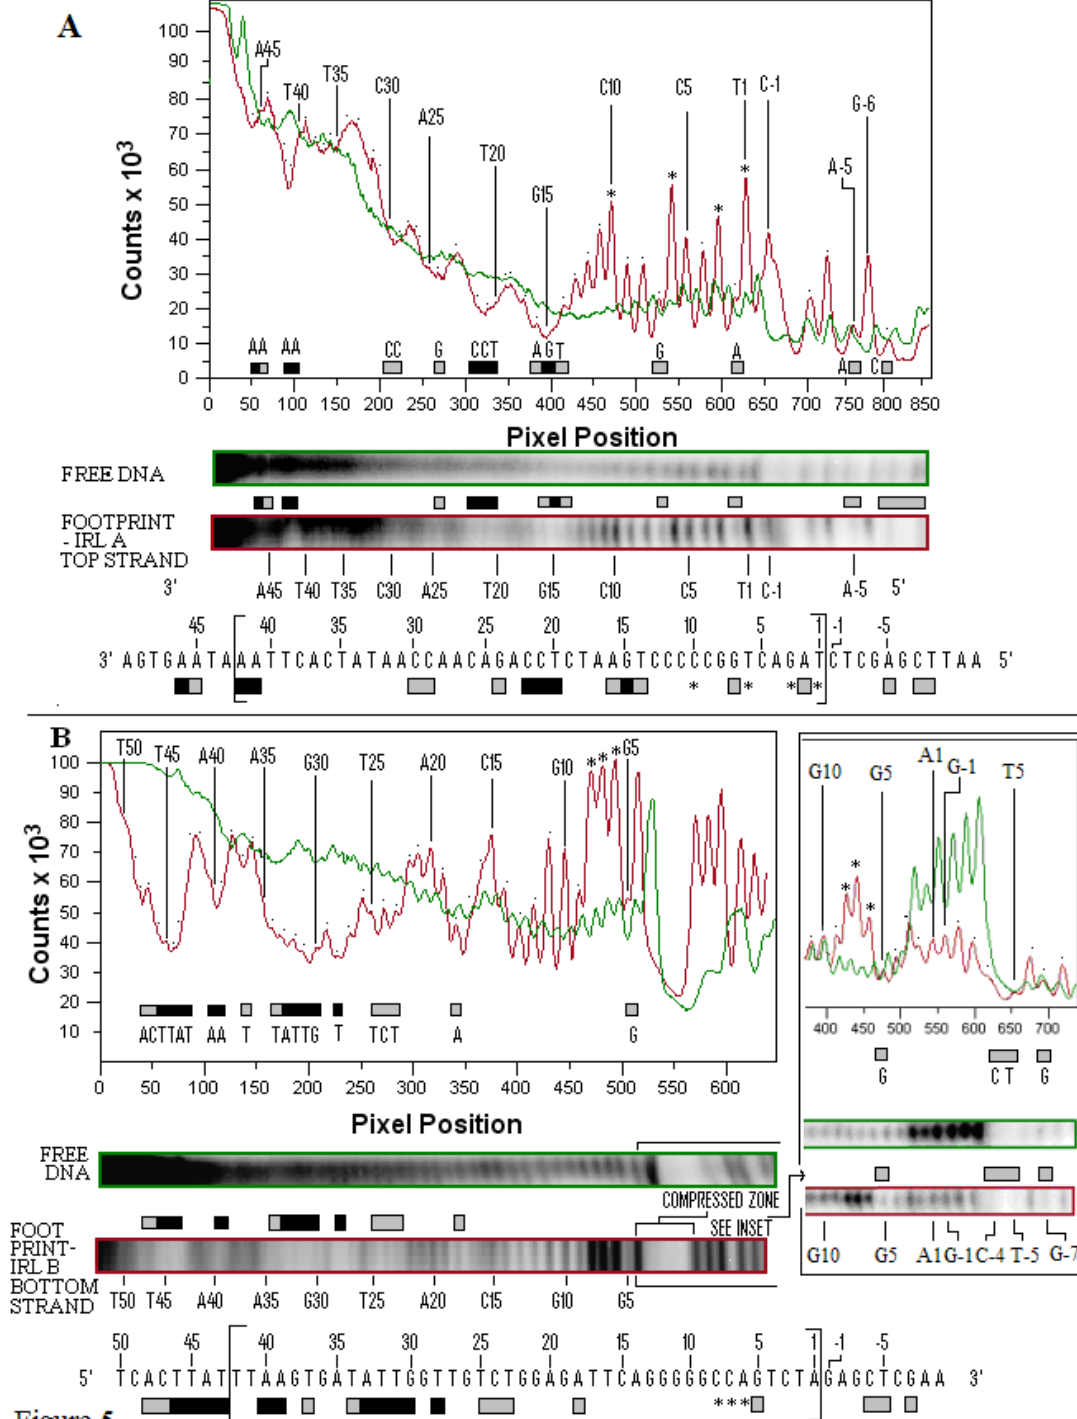 A
Counts x 10³
100
90
80
70
60
50
40
30
20
10
0
A45
T40
T35
C30
A25
T20
G15
C10
C5
T1
C-1
A-5
G-6
* * * *
AA AA CC G CCT A G T G A A C
0 50 100 150 200 250 300 350 400 450 500 550 600 650 700 750 800 850
Pixel Position
FREE DNA
FOOTPRINT
- IRL A
TOP STRAND
3' A45 T40 T35 C30 A25 T20 G15 C10 C5 T1 C-1 A-5 5'
45 40 35 30 25 20 15 10 5 1 -1 -5
3' AGTGAATAAATTCACTATAACCAACAGACCTCTAAGTCCCCCGGTCAGATCTCGAGCTTAA 5'
* * * *
B
Counts x 10³
100
90
80
70
60
50
40
30
20
10
T50 T45 A40 A35 G30 T25 A20 C15 G10 G5
* * *
ACTTAT AA T TATTG T TCT A G
0 50 100 150 200 250 300 350 400 450 500 550 600
Pixel Position
G10 G5 A1 G-1 T5
* * *
400 450 500 550 600 650 700
G C T G
FREE
DNA
COMPRESSED ZONE
SEE INSET
FOOT
PRINT-
IRL B
BOTTOM
STRAND
T50 T45 A40 A35 G30 T25 A20 C15 G10 G5
G10 G5 A1 G-1 C-4 T-5 G-7
50 45 40 35 30 25 20 15 10 5 1 -1 -5
5' TCACTTATTTAAGTGATATTGGTTGTCTGGAGATTCAGGGGGCCAGTCTAGAGCTCGAA 3'
* * *
Figure 5